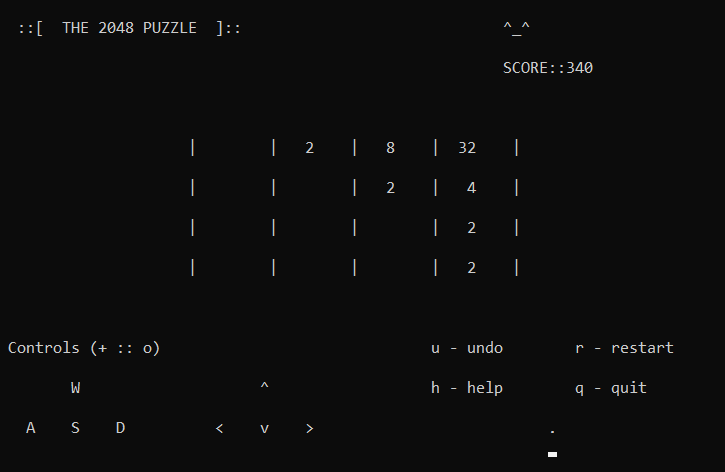 ::[  THE 2048 PUZZLE  ]::                             ^_^
SCORE::340
|        |   2    |   8    |  32    |
|        |        |   2    |   4    |
|        |        |        |   2    |
|        |        |        |   2    |
Controls (+ :: o)                              u - undo        r - restart
W                    ^                  h - help        q - quit
A    S    D          <    v    >                          .